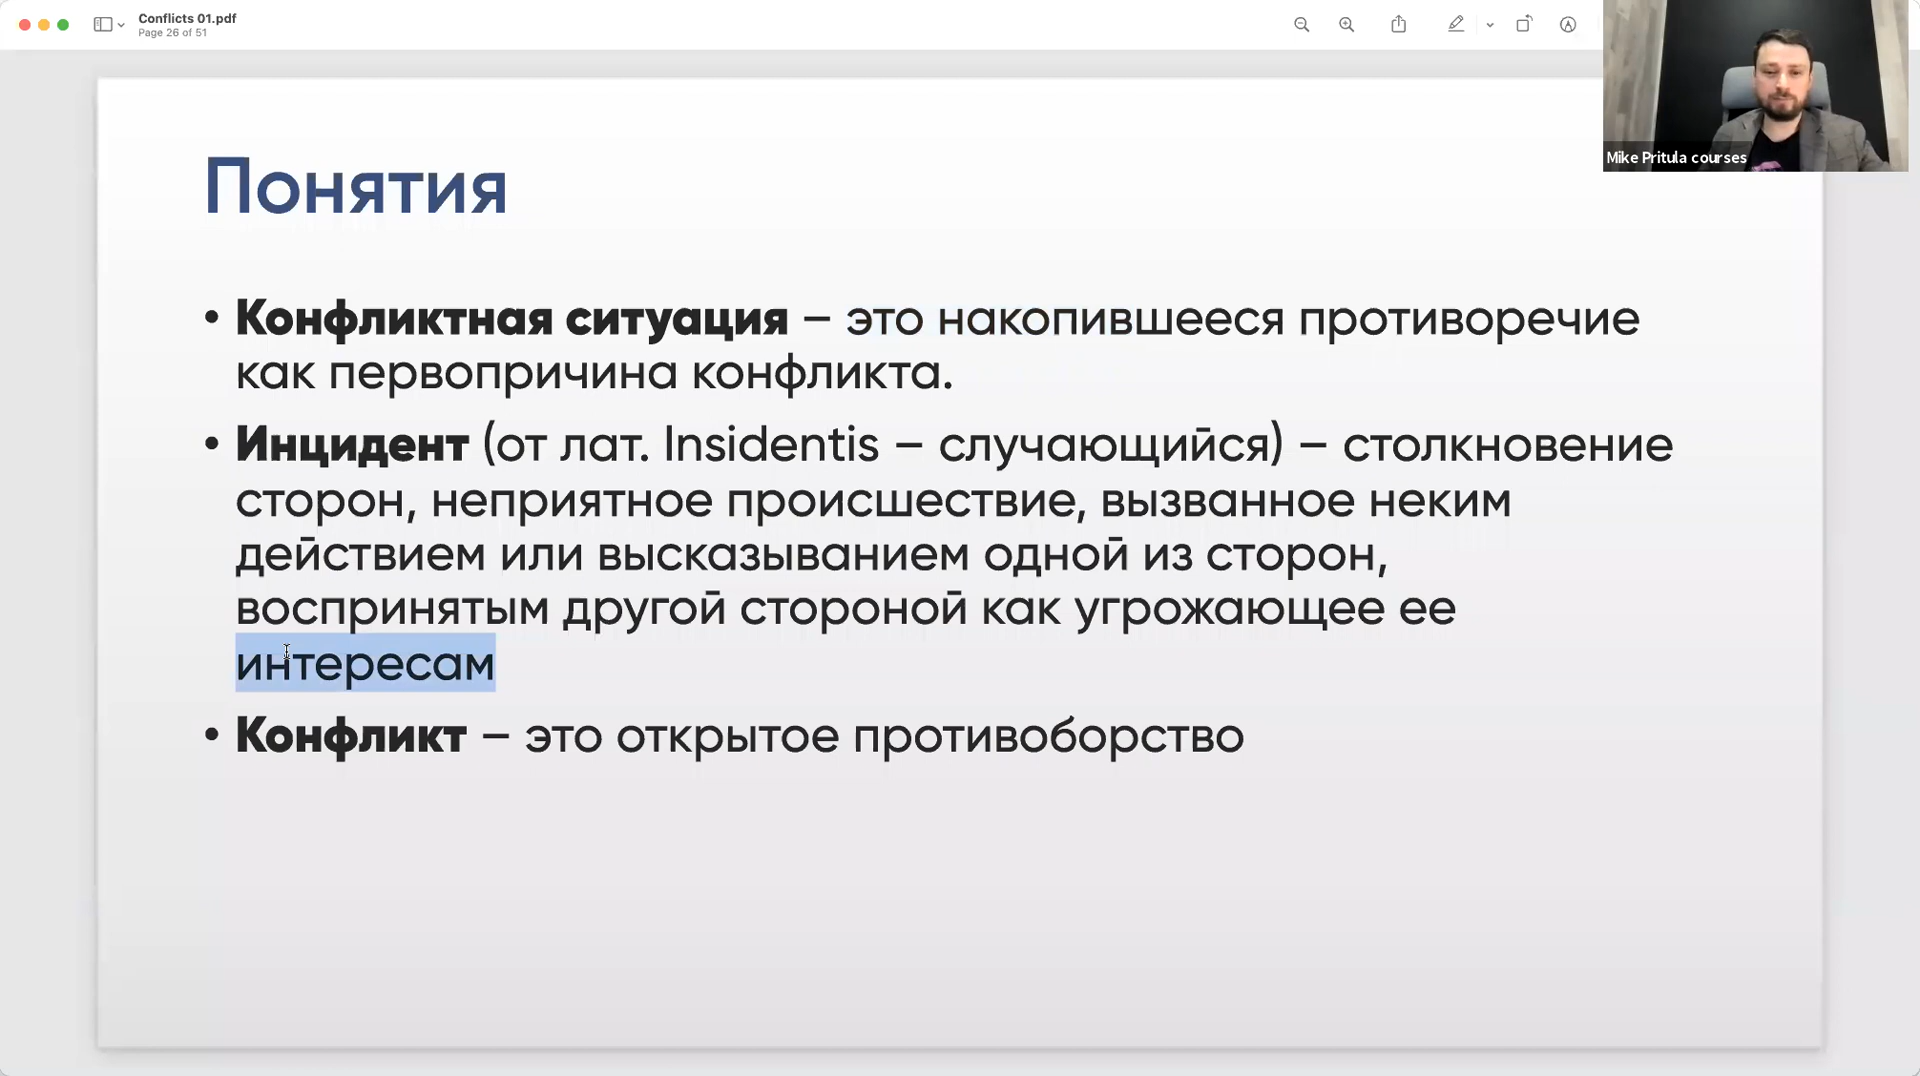 Conflicts 01.pdf
Page 26 of 51
Mike Pritula courses
Понятия
• Конфликтная ситуация – это накопившееся противоречие
как первопричина конфликта.
• Инцидент (от лат. Insidentis – случающийся) – столкновение
сторон, неприятное происшествие, вызванное неким
действием или высказыванием одной из сторон,
воспринятым другой стороной как угрожающее ее
интересам
• Конфликт – это открытое противоборство